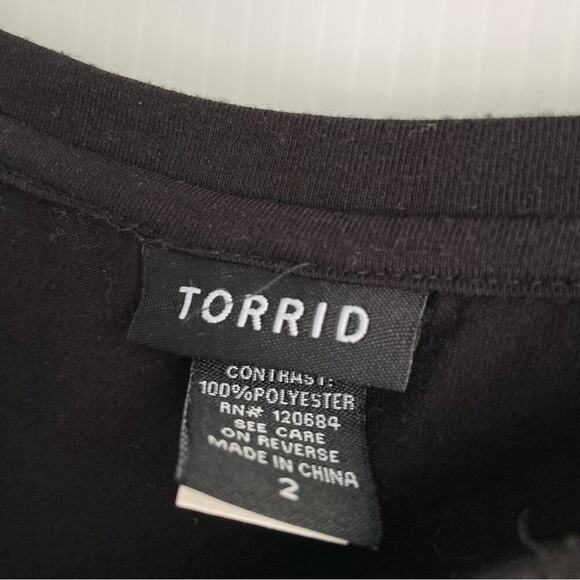 TORRID
CONTRAST:
100%POLYESTER
RN# 120684
SEE CARE
ON REVERSE
MADE IN CHINA
2